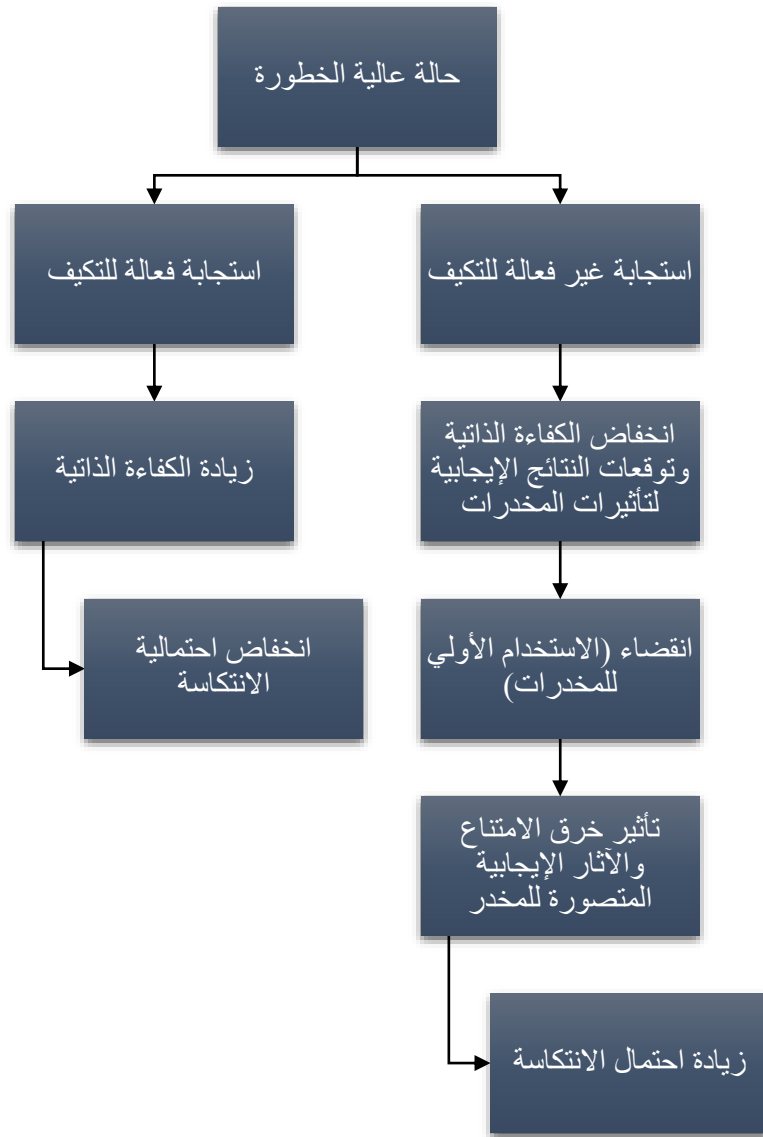 حالة عالية الخطورة
استجابة غير فعالة للتكيف
استجابة فعالة للتكيف
انخفاض الكفاءة الذاتية
وتوقعات النتائج الإيجابية
لتأثيرات المخدرات
زيادة الكفاءة الذاتية
انقضاء (الاستخدام الأولي
للمخدرات)
انخفاض احتمالية
الانتكاسة
تأثير خرق الامتناع
والآثار الإيجابية
المتصورة للمخدر
زيادة احتمال الانتكاسة